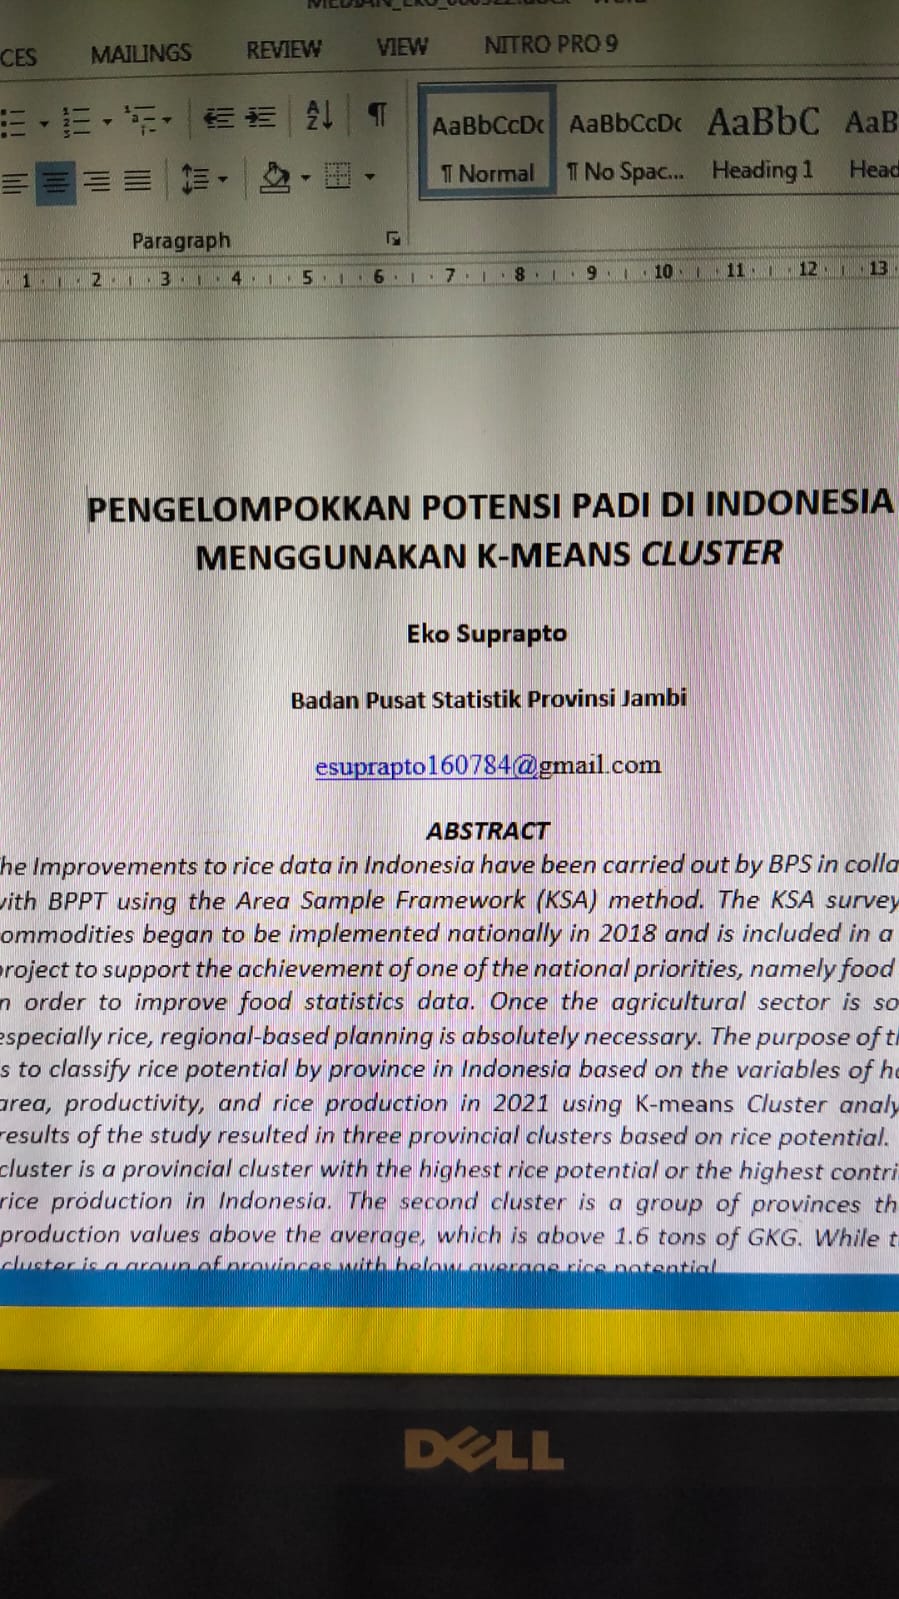 CES MAILINGS REVIEW VIEW NITRO PRO 9
AaBbCcDc AaBbCcDc AaBbC AaB
¶ Normal ¶ No Spac... Heading 1 Head
Paragraph
1 2 3 4 5 6 7 8 9 10 11 12 13
PENGELOMPOKKAN POTENSI PADI DI INDONESIA
MENGGUNAKAN K-MEANS CLUSTER
Eko Suprapto
Badan Pusat Statistik Provinsi Jambi
esuprapto160784@gmail.com
ABSTRACT
he Improvements to rice data in Indonesia have been carried out by BPS in colla
with BPPT using the Area Sample Framework (KSA) method. The KSA survey
ommodities began to be implemented nationally in 2018 and is included in a
project to support the achievement of one of the national priorities, namely food
n order to improve food statistics data. Once the agricultural sector is so
especially rice, regional-based planning is absolutely necessary. The purpose of th
s to classify rice potential by province in Indonesia based on the variables of ha
area, productivity, and rice production in 2021 using K-means Cluster analy
results of the study resulted in three provincial clusters based on rice potential.
cluster is a provincial cluster with the highest rice potential or the highest contri
rice production in Indonesia. The second cluster is a group of provinces th
production values above the average, which is above 1.6 tons of GKG. While t
cluster is a group of provinces with below average rice potential
DELL